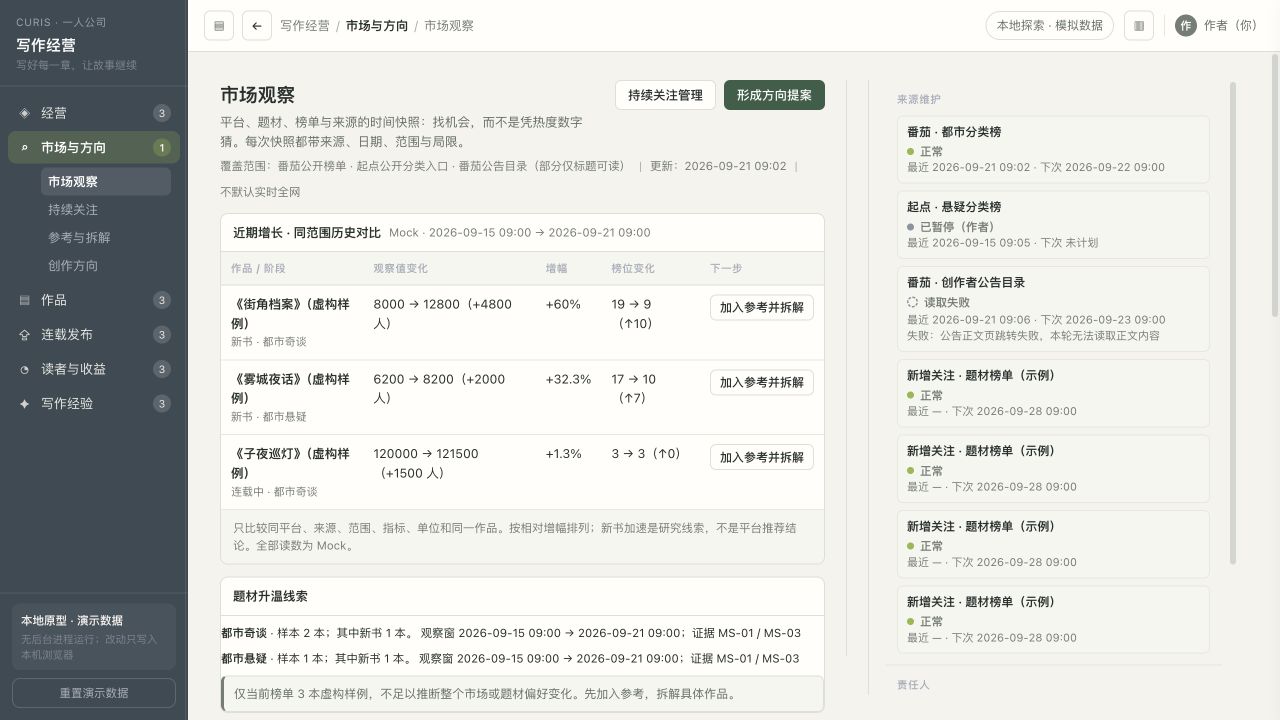 CURIS · 一人公司
写作经营
写好每一章，让故事继续
经营 3
市场与方向 1
市场观察
持续关注
参考与拆解
创作方向
作品 3
连载发布 3
读者与收益 3
写作经验 3
本地原型 · 演示数据
无后台进程运行；改动只写入
本机浏览器
重置演示数据
写作经营 / 市场与方向 / 市场观察
本地探索 · 模拟数据
作 作者（你）
市场观察
持续关注管理
形成方向提案
平台、题材、榜单与来源的时间快照：找机会，而不是凭热度数字
猜。每次快照都带来源、日期、范围与局限。
覆盖范围：番茄公开榜单 · 起点公开分类入口 · 番茄公告目录（部分仅标题可读） | 更新：2026-09-21 09:02 |
不默认实时全网
近期增长 · 同范围历史对比 Mock · 2026-09-15 09:00 → 2026-09-21 09:00
作品 / 阶段 观察值变化 增幅 榜位变化 下一步
《街角档案》（虚构样 8000 → 12800（+4800 +60% 19 → 9 加入参考并拆解
例） 人） （↑10）
新书 · 都市奇谈
《雾城夜话》（虚构样 6200 → 8200（+2000 +32.3% 17 → 10 加入参考并拆解
例） 人） （↑7）
新书 · 都市悬疑
《子夜巡灯》（虚构样 120000 → 121500 +1.3% 3 → 3（↑0） 加入参考并拆解
例） （+1500 人）
连载中 · 都市奇谈
只比较同平台、来源、范围、指标、单位和同一作品。按相对增幅排列；新书加速是研究线索，不是平台推荐结
论。全部读数为 Mock。
题材升温线索
都市奇谈 · 样本 2 本；其中新书 1 本。 观察窗 2026-09-15 09:00 → 2026-09-21 09:00；证据 MS-01 / MS-03
都市悬疑 · 样本 1 本；其中新书 1 本。 观察窗 2026-09-15 09:00 → 2026-09-21 09:00；证据 MS-01 / MS-03
仅当前榜单 3 本虚构样例，不足以推断整个市场或题材偏好变化。先加入参考，拆解具体作品。
来源维护
番茄 · 都市分类榜
正常
最近 2026-09-21 09:02 · 下次 2026-09-22 09:00
起点 · 悬疑分类榜
已暂停（作者）
最近 2026-09-15 09:05 · 下次 未计划
番茄 · 创作者公告目录
读取失败
最近 2026-09-21 09:06 · 下次 2026-09-23 09:00
失败：公告正文页跳转失败，本轮无法读取正文内容
新增关注 · 题材榜单（示例）
正常
最近 — · 下次 2026-09-28 09:00
新增关注 · 题材榜单（示例）
正常
最近 — · 下次 2026-09-28 09:00
新增关注 · 题材榜单（示例）
正常
最近 — · 下次 2026-09-28 09:00
新增关注 · 题材榜单（示例）
正常
最近 — · 下次 2026-09-28 09:00
责任人